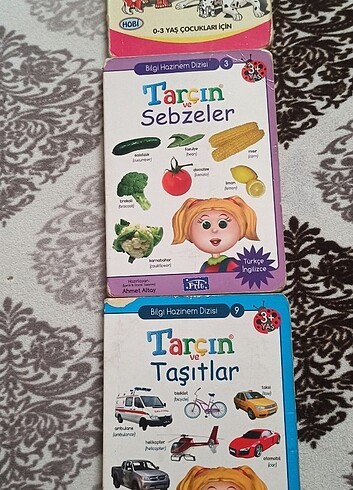 HOBİ
0-3 YAŞ ÇOCUKLARI İÇİN
Bilgi Hazinem Dizisi 3
3+ YAŞ
Tarçın
ve
Sebzeler
salatalık
(cucumber)
fasulye
(bean)
mısır
(corn)
brokoli
(broccoli)
domates
(tomato)
limon
(lemon)
karnabahar
(cauliflower)
Türkçe
İngilizce
Hazırlayan
Ahmet Altay
Bilgi Hazinem Dizisi 9
3+ YAŞ
Tarçın
ve
Taşıtlar
ambulans
(ambulance)
bisiklet
(bicycle)
taksi
(taxi)
helikopter
(helicopter)
otomobil
(car)